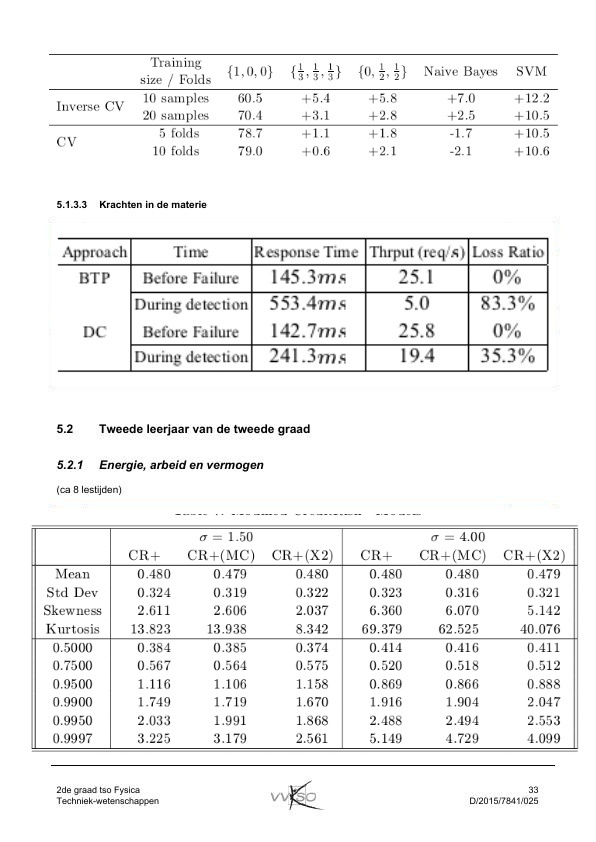 Training
size / Folds {1, 0, 0} {1/3, 1/3, 1/3} {0, 1/2, 1/2} Naive Bayes SVM
Inverse CV 10 samples 60.5 +5.4 +5.8 +7.0 +12.2
20 samples 70.4 +3.1 +2.8 +2.5 +10.5
CV 5 folds 78.7 +1.1 +1.8 -1.7 +10.5
10 folds 79.0 +0.6 +2.1 -2.1 +10.6
5.1.3.3 Krachten in de materie
Approach Time Response Time Thrput (req/s) Loss Ratio
BTP Before Failure 145.3ms 25.1 0%
During detection 553.4ms 5.0 83.3%
DC Before Failure 142.7ms 25.8 0%
During detection 241.3ms 19.4 35.3%
5.2 Tweede leerjaar van de tweede graad
5.2.1 Energie, arbeid en vermogen
(ca 8 lestijden)
σ = 1.50 σ = 4.00
CR+ CR+(MC) CR+(X2) CR+ CR+(MC) CR+(X2)
Mean 0.480 0.479 0.480 0.480 0.480 0.479
Std Dev 0.324 0.319 0.322 0.323 0.316 0.321
Skewness 2.611 2.606 2.037 6.360 6.070 5.142
Kurtosis 13.823 13.938 8.342 69.379 62.525 40.076
0.5000 0.384 0.385 0.374 0.414 0.416 0.411
0.7500 0.567 0.564 0.575 0.520 0.518 0.512
0.9500 1.116 1.106 1.158 0.869 0.866 0.888
0.9900 1.749 1.719 1.670 1.916 1.904 2.047
0.9950 2.033 1.991 1.868 2.488 2.494 2.553
0.9997 3.225 3.179 2.561 5.149 4.729 4.099
2de graad tso Fysica 33
Techniek-wetenschappen D/2015/7841/025
vvkso